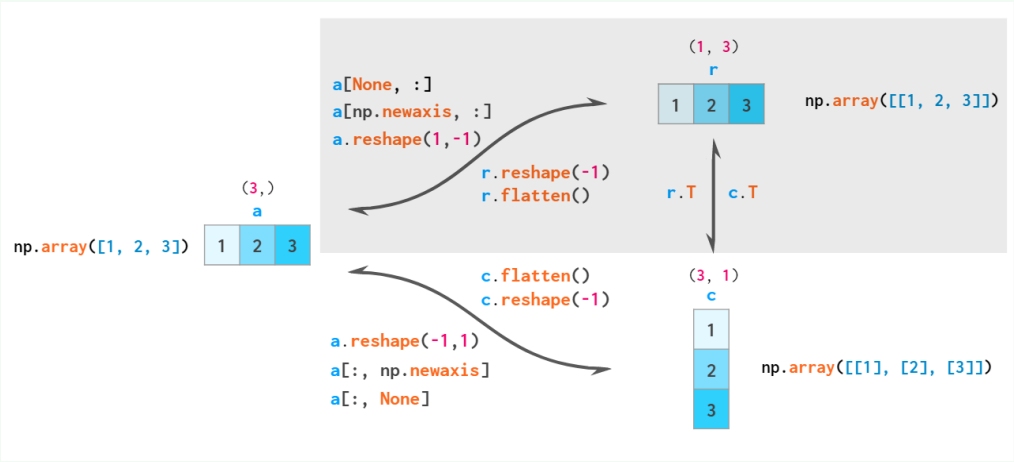 (1, 3)
r
a[None, :]
a[np.newaxis, :]
a.reshape(1,-1)
1 2 3
np.array([[1, 2, 3]])
r.reshape(-1)
r.flatten()
r.T
c.T
(3,)
a
np.array([1, 2, 3])
1 2 3
c.flatten()
c.reshape(-1)
(3, 1)
c
a.reshape(-1,1)
a[:, np.newaxis]
a[:, None]
1
2
3
np.array([[1], [2], [3]])